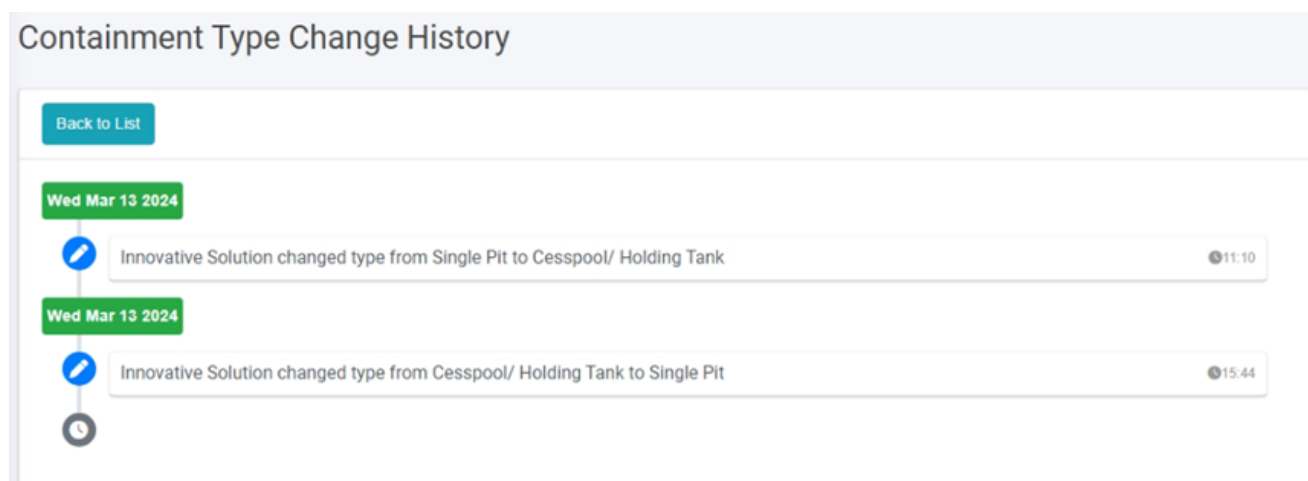 Containment Type Change History
Back to List
Wed Mar 13 2024
Innovative Solution changed type from Single Pit to Cesspool/ Holding Tank 11:10
Wed Mar 13 2024
Innovative Solution changed type from Cesspool/ Holding Tank to Single Pit 15:44